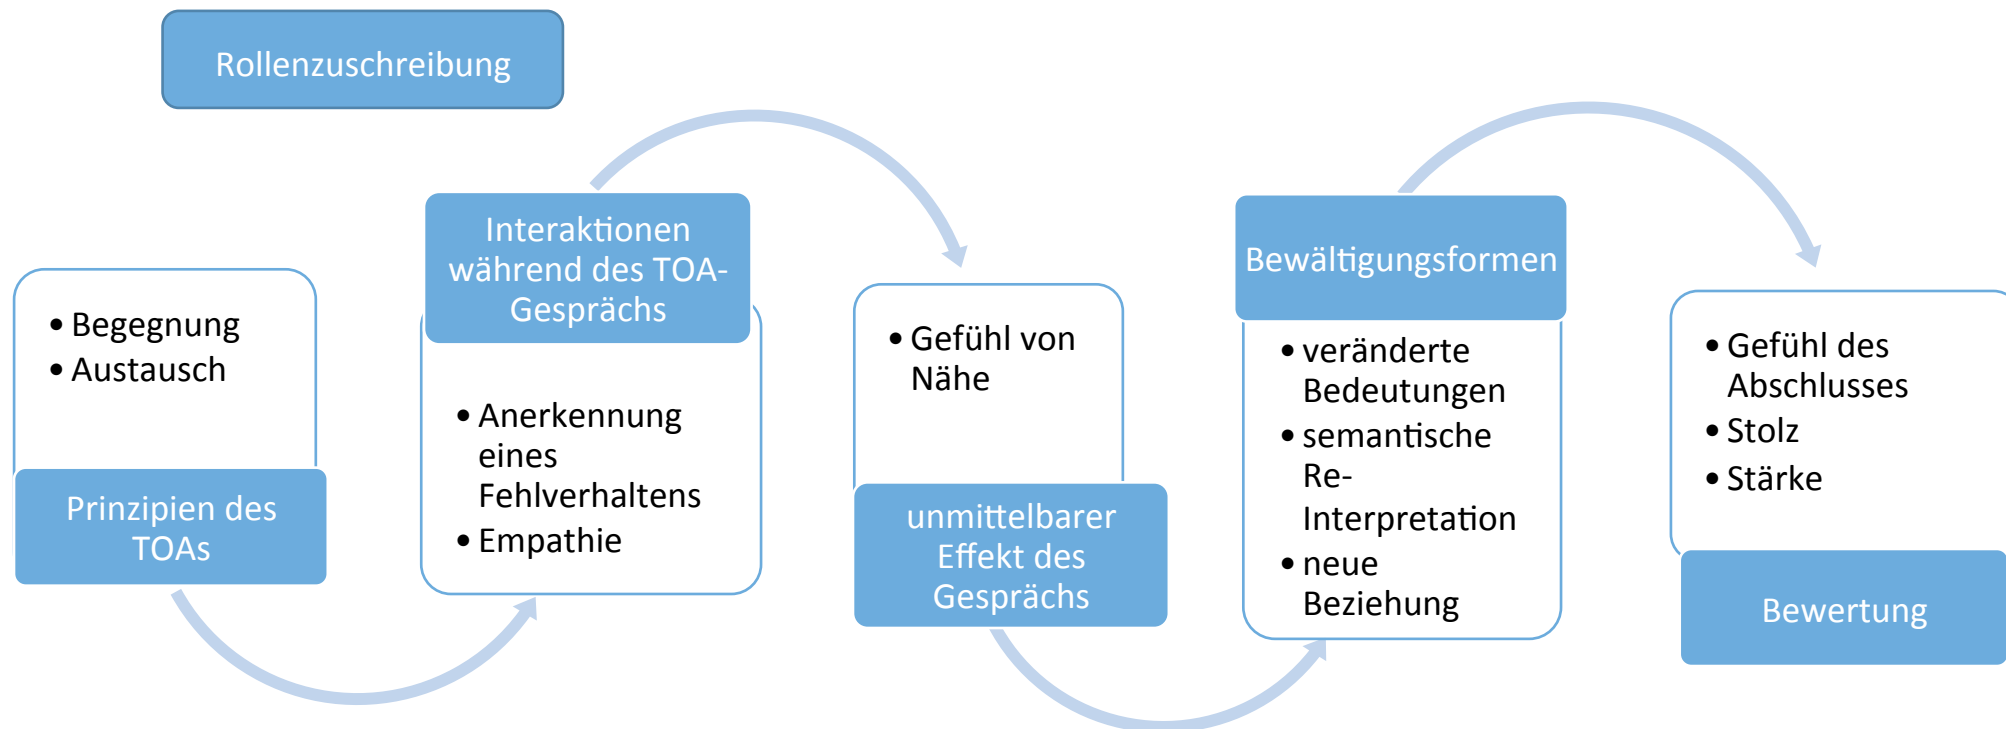 Rollenzuschreibung
• Begegnung
• Austausch
Prinzipien des
TOAs
Interaktionen
während des TOA-
Gesprächs
• Anerkennung
eines
Fehlverhaltens
• Empathie
• Gefühl von
Nähe
unmittelbarer
Effekt des
Gesprächs
Bewältigungsformen
• veränderte
Bedeutungen
• semantische
Re-
Interpretation
• neue
Beziehung
• Gefühl des
Abschlusses
• Stolz
• Stärke
Bewertung